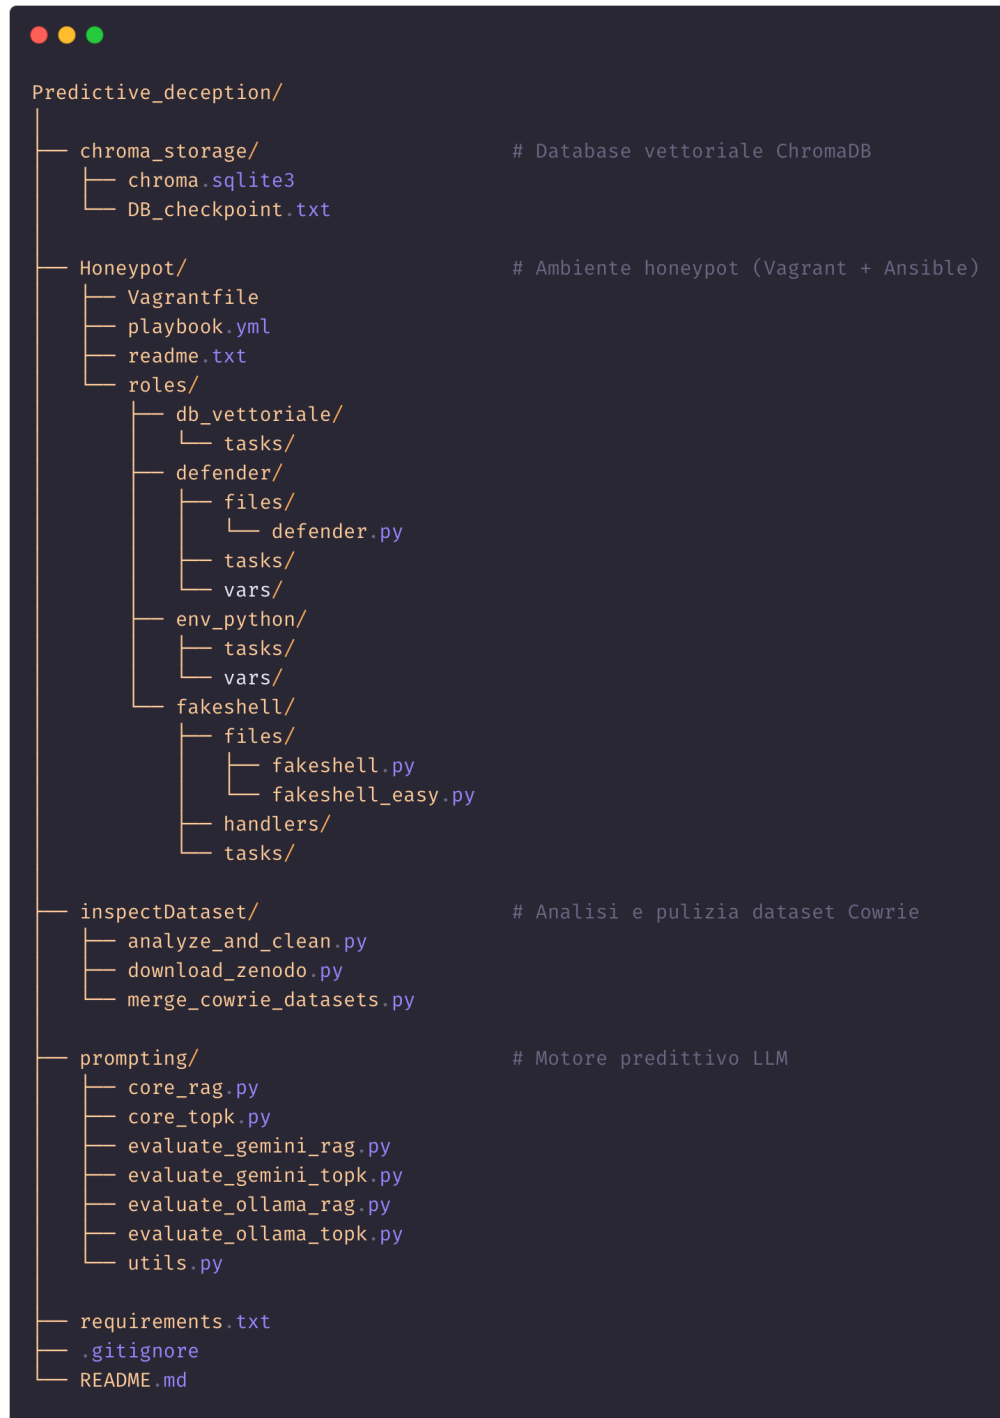 Predictive_deception/
│
├── chroma_storage/                     # Database vettoriale ChromaDB
│   ├── chroma.sqlite3
│   └── DB_checkpoint.txt
│
├── Honeypot/                           # Ambiente honeypot (Vagrant + Ansible)
│   ├── Vagrantfile
│   ├── playbook.yml
│   ├── readme.txt
│   └── roles/
│       ├── db_vettoriale/
│       │   └── tasks/
│       ├── defender/
│       │   ├── files/
│       │   │   └── defender.py
│       │   ├── tasks/
│       │   └── vars/
│       ├── env_python/
│       │   ├── tasks/
│       │   └── vars/
│       └── fakeshell/
│           ├── files/
│           │   ├── fakeshell.py
│           │   └── fakeshell_easy.py
│           ├── handlers/
│           └── tasks/
│
├── inspectDataset/                     # Analisi e pulizia dataset Cowrie
│   ├── analyze_and_clean.py
│   ├── download_zenodo.py
│   └── merge_cowrie_datasets.py
│
├── prompting/                          # Motore predittivo LLM
│   ├── core_rag.py
│   ├── core_topk.py
│   ├── evaluate_gemini_rag.py
│   ├── evaluate_gemini_topk.py
│   ├── evaluate_ollama_rag.py
│   ├── evaluate_ollama_topk.py
│   └── utils.py
│
├── requirements.txt
├── .gitignore
└── README.md